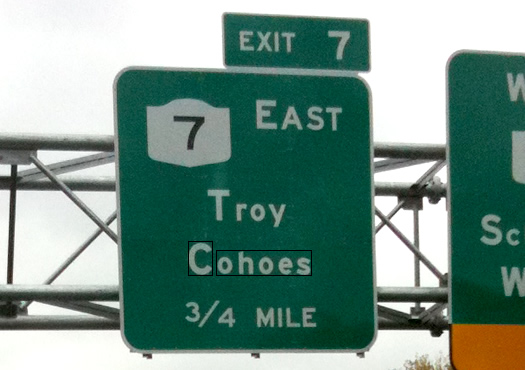 EXIT 7
7 EAST
Troy
Cohoes
3/4 MILE